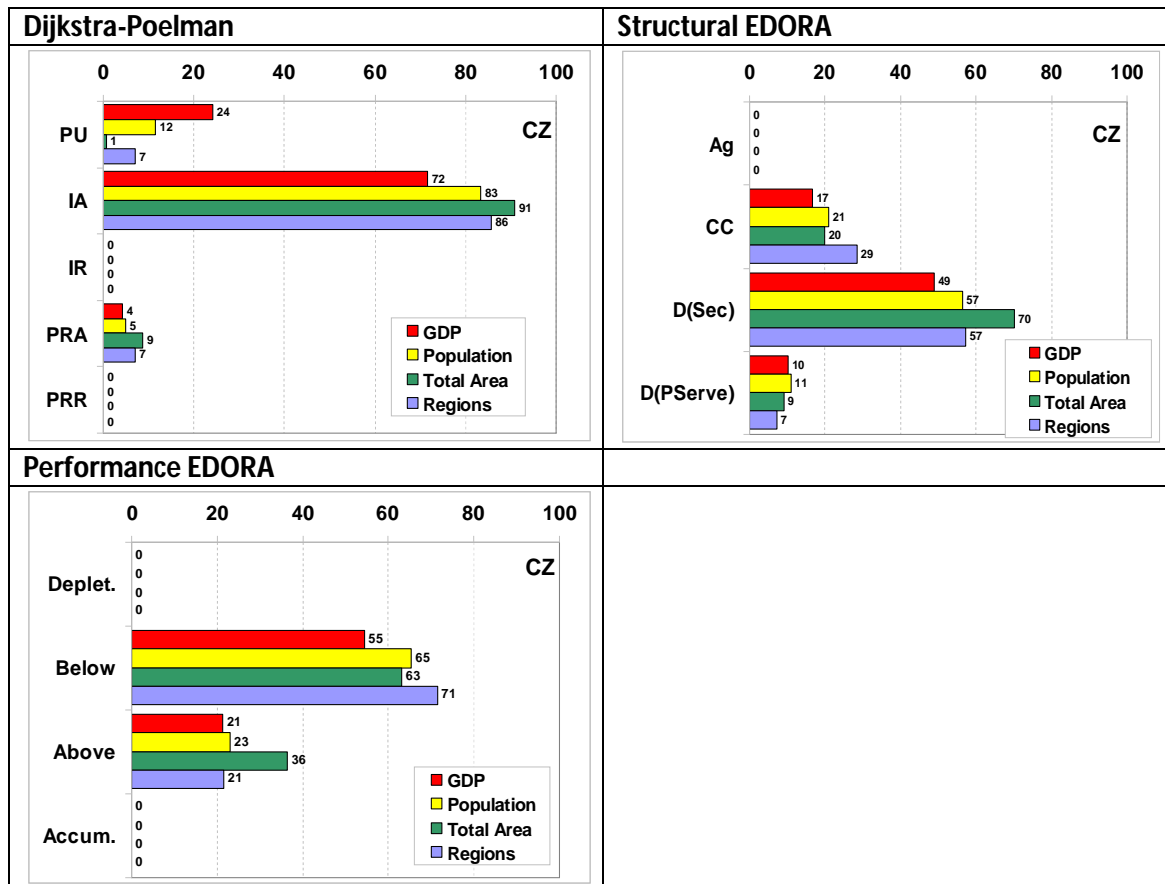 Dijkstra-Poelman
0 20 40 60 80 100
CZ
PU
24
12
1
7
IA
72
83
91
86
IR
0
0
0
0
PRA
4
5
9
7
PRR
0
0
0
0
GDP
Population
Total Area
Regions
Structural EDORA
0 20 40 60 80 100
CZ
Ag
0
0
0
0
CC
17
21
20
29
D(Sec)
49
57
70
57
D(PServe)
10
11
9
7
GDP
Population
Total Area
Regions
Performance EDORA
0 20 40 60 80 100
CZ
Deplet.
0
0
0
0
Below
55
65
63
71
Above
21
23
36
21
Accum.
0
0
0
0
GDP
Population
Total Area
Regions